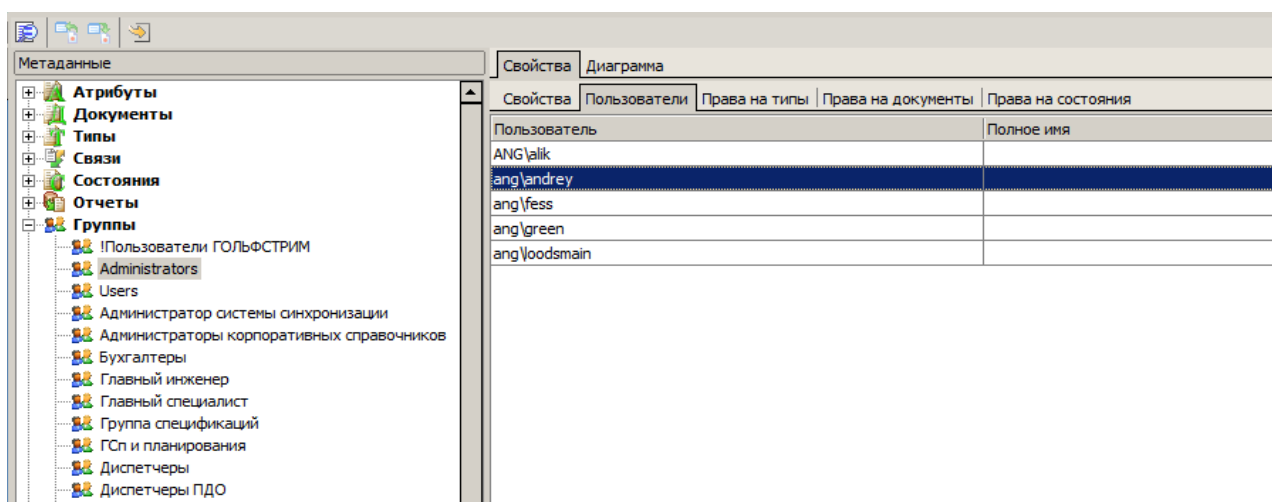 Метаданные
Атрибуты
Документы
Типы
Связи
Состояния
Отчеты
Группы
!Пользователи ГОЛЬФСТРИМ
Administrators
Users
Администратор системы синхронизации
Администраторы корпоративных справочников
Бухгалтеры
Главный инженер
Главный специалист
Группа спецификаций
ГСп и планирования
Диспетчеры
Диспетчеры ПДО
Свойства Диаграмма
Свойства Пользователи Права на типы Права на документы Права на состояния
Пользователь Полное имя
ANG\alik
ang\andrey
ang\fess
ang\green
ang\loodsmain